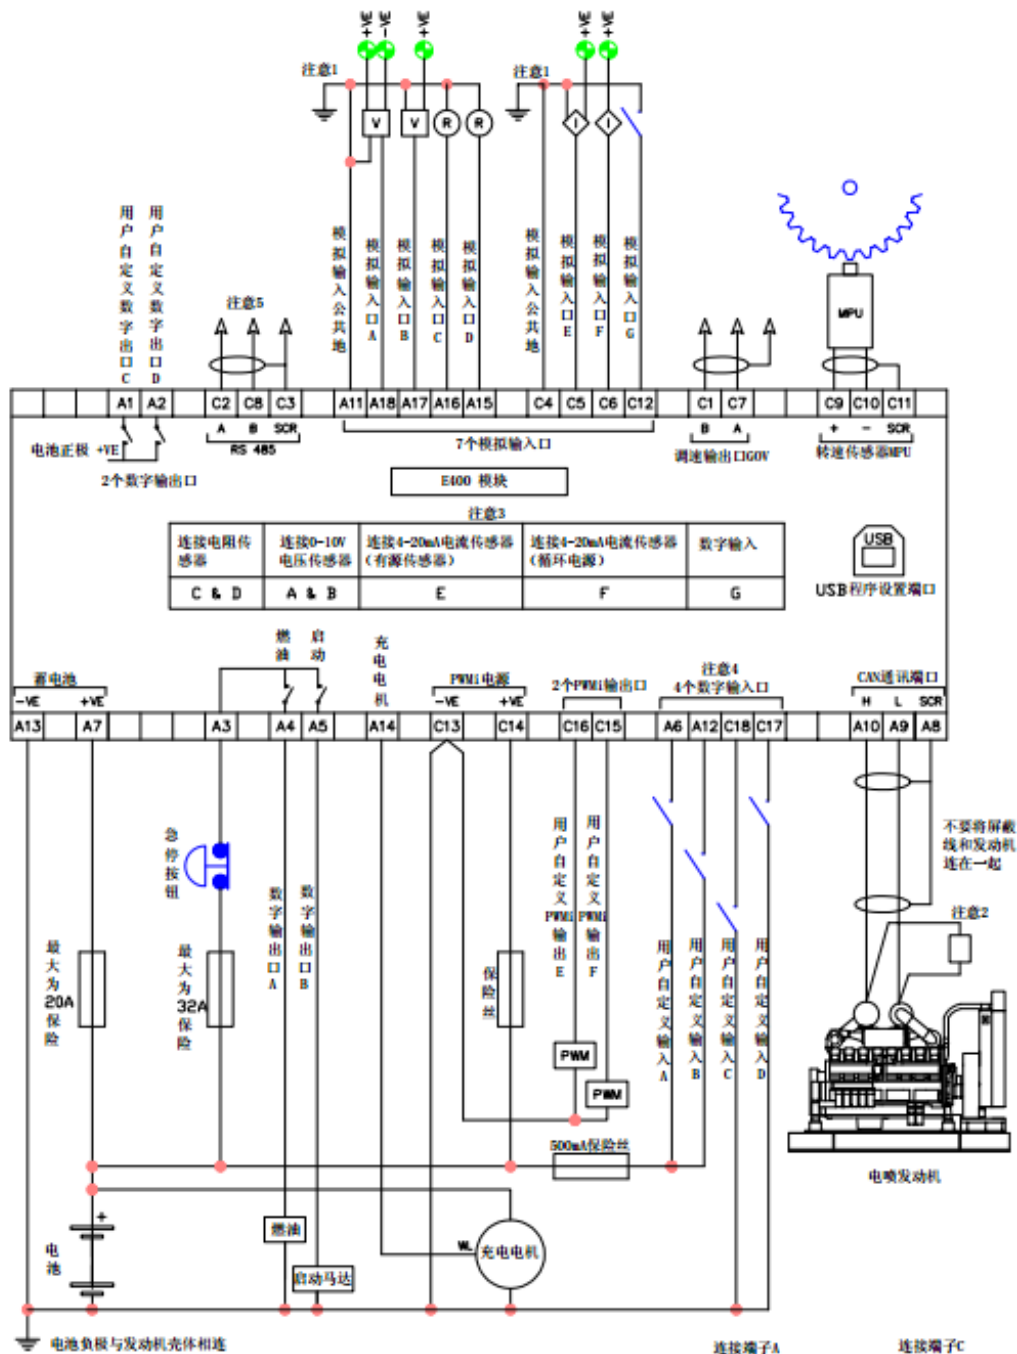 +VE
-VE
+VE
+VE
+VE
注意1
注意1
V
V
R
R
I
I
用户自定义数字出口C
用户自定义数字出口D
注意5
模拟输入公共地
模拟输入口A
模拟输入口B
模拟输入口C
模拟输入口D
模拟输入公共地
模拟输入口E
模拟输入口F
模拟输入口G
MPU
A1 A2 C2 C8 C3 A11 A18 A17 A16 A15 C4 C5 C6 C12 C1 C7 C9 C10 C11
电池正极 +VE
A B SCR
RS 485
7个模拟输入口
B A
调速输出口GOV
+ - SCR
转速传感器MPU
2个数字输出口
E400 模块
注意3
连接电阻传感器
连接0-10V电压传感器
连接4-20mA电流传感器（有源传感器）
连接4-20mA电流传感器（循环电源）
数字输入
C & D
A & B
E
F
G
USB
USB程序设置端口
燃油
启动
充电电机
蓄电池
-VE +VE
PWMi电源
-VE +VE
2个PWMi输出口
注意4
4个数字输入口
CAN通讯端口
H L SCR
A13 A7 A3 A4 A5 A14 C13 C14 C16 C15 A6 A12 C18 C17 A10 A9 A8
急停按钮
最大为20A保险
最大为32A保险
数字输出口A
数字输出口B
保险丝
用户自定义PWMi输出E
用户自定义PWMi输出F
用户自定义输入A
用户自定义输入B
用户自定义输入C
用户自定义输入D
不要将屏蔽
线和发动机
连在一起
注意2
PWM
PWM
500mA保险丝
电喷发动机
+
电池
燃油
启动马达
WL
充电电机
电池负极与发动机壳体相连
连接端子A
连接端子C